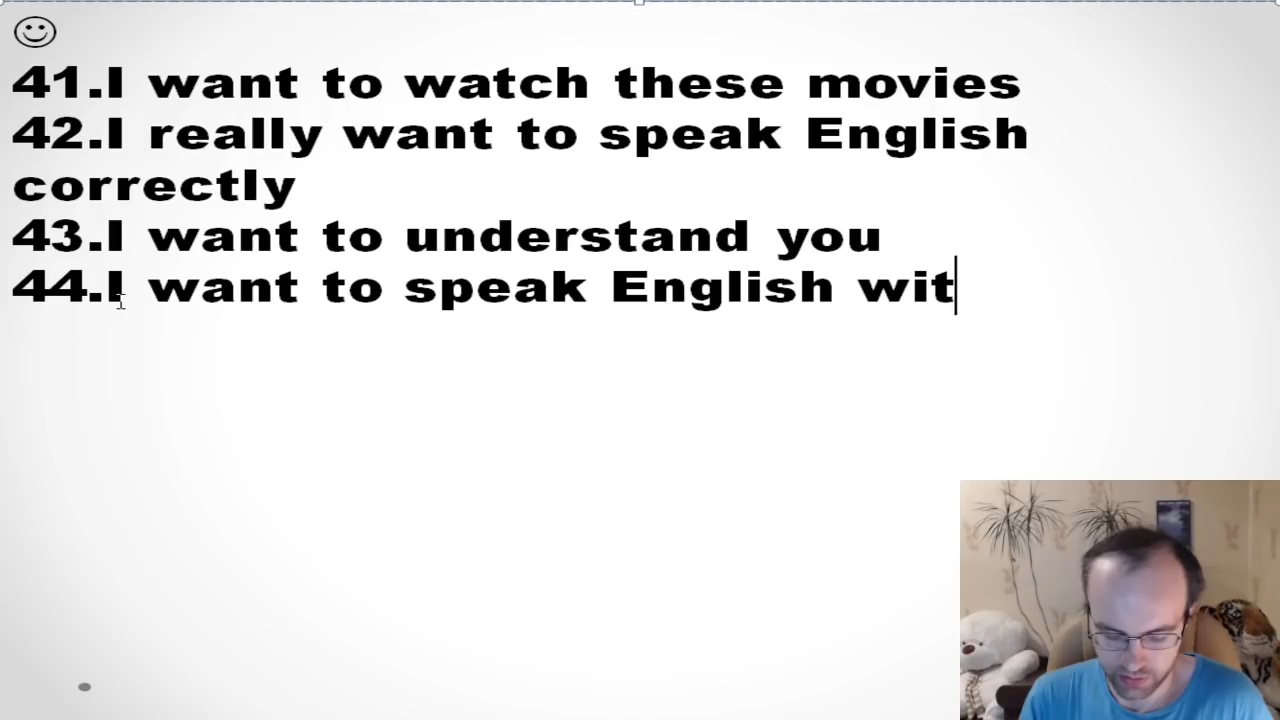 41.I want to watch these movies
42.I really want to speak English
correctly
43.I want to understand you
44.I want to speak English wit